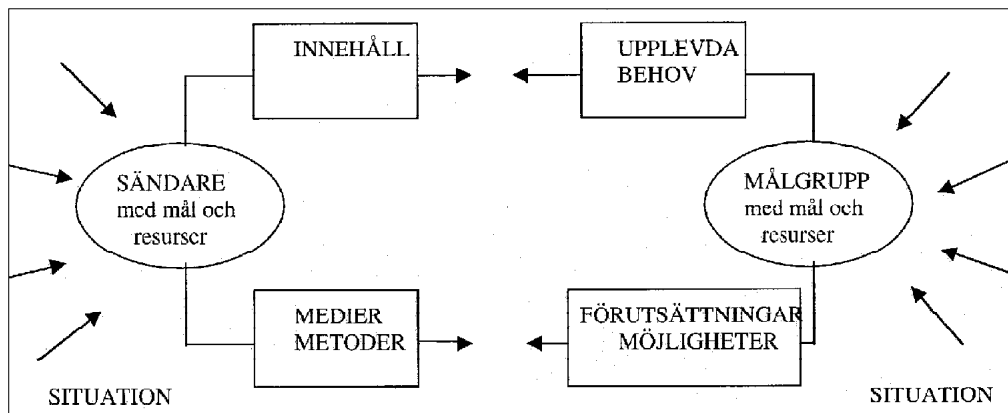 INNEHÅLL
UPPLEVDA
BEHOV
SÄNDARE
med mål och
resurser
MÅLGRUPP
med mål och
resurser
MEDIER
METODER
FÖRUTSÄTTNINGAR
MÖJLIGHETER
SITUATION
SITUATION